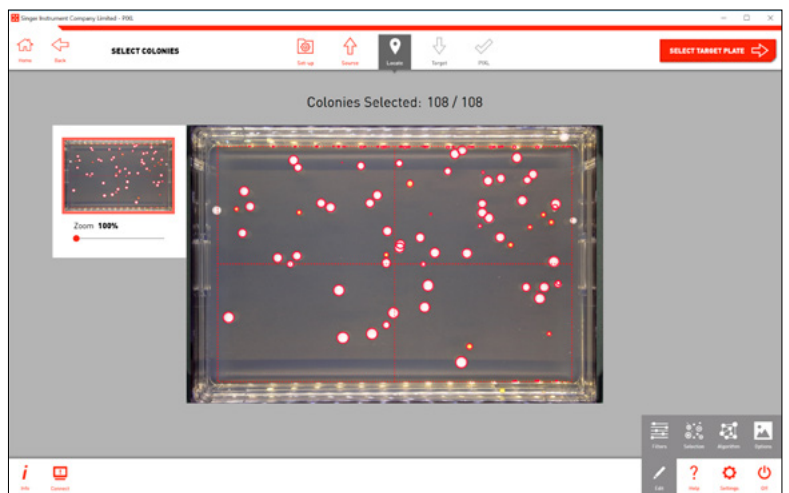 Singer Instrument Company Limited - PIXL
Home
Back
SELECT COLONIES
Set-up
Source
Locate
Target
PIXL
SELECT TARGET PLATE
Colonies Selected: 108 / 108
Zoom 100%
Filters
Selection
Algorithm
Options
Info
Connect
Edit
Help
Settings
Off